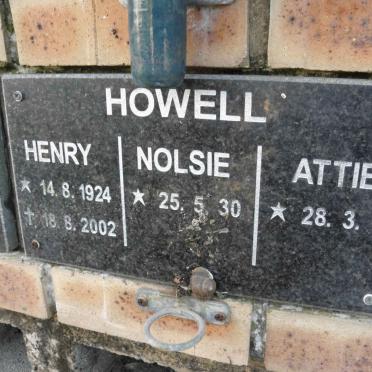 HOWELL
HENRY
★ 14. 8. 1924
✝ 18. 8. 2002
NOLSIE
★ 25. 5. 30
ATTIE
★ 28. 3.